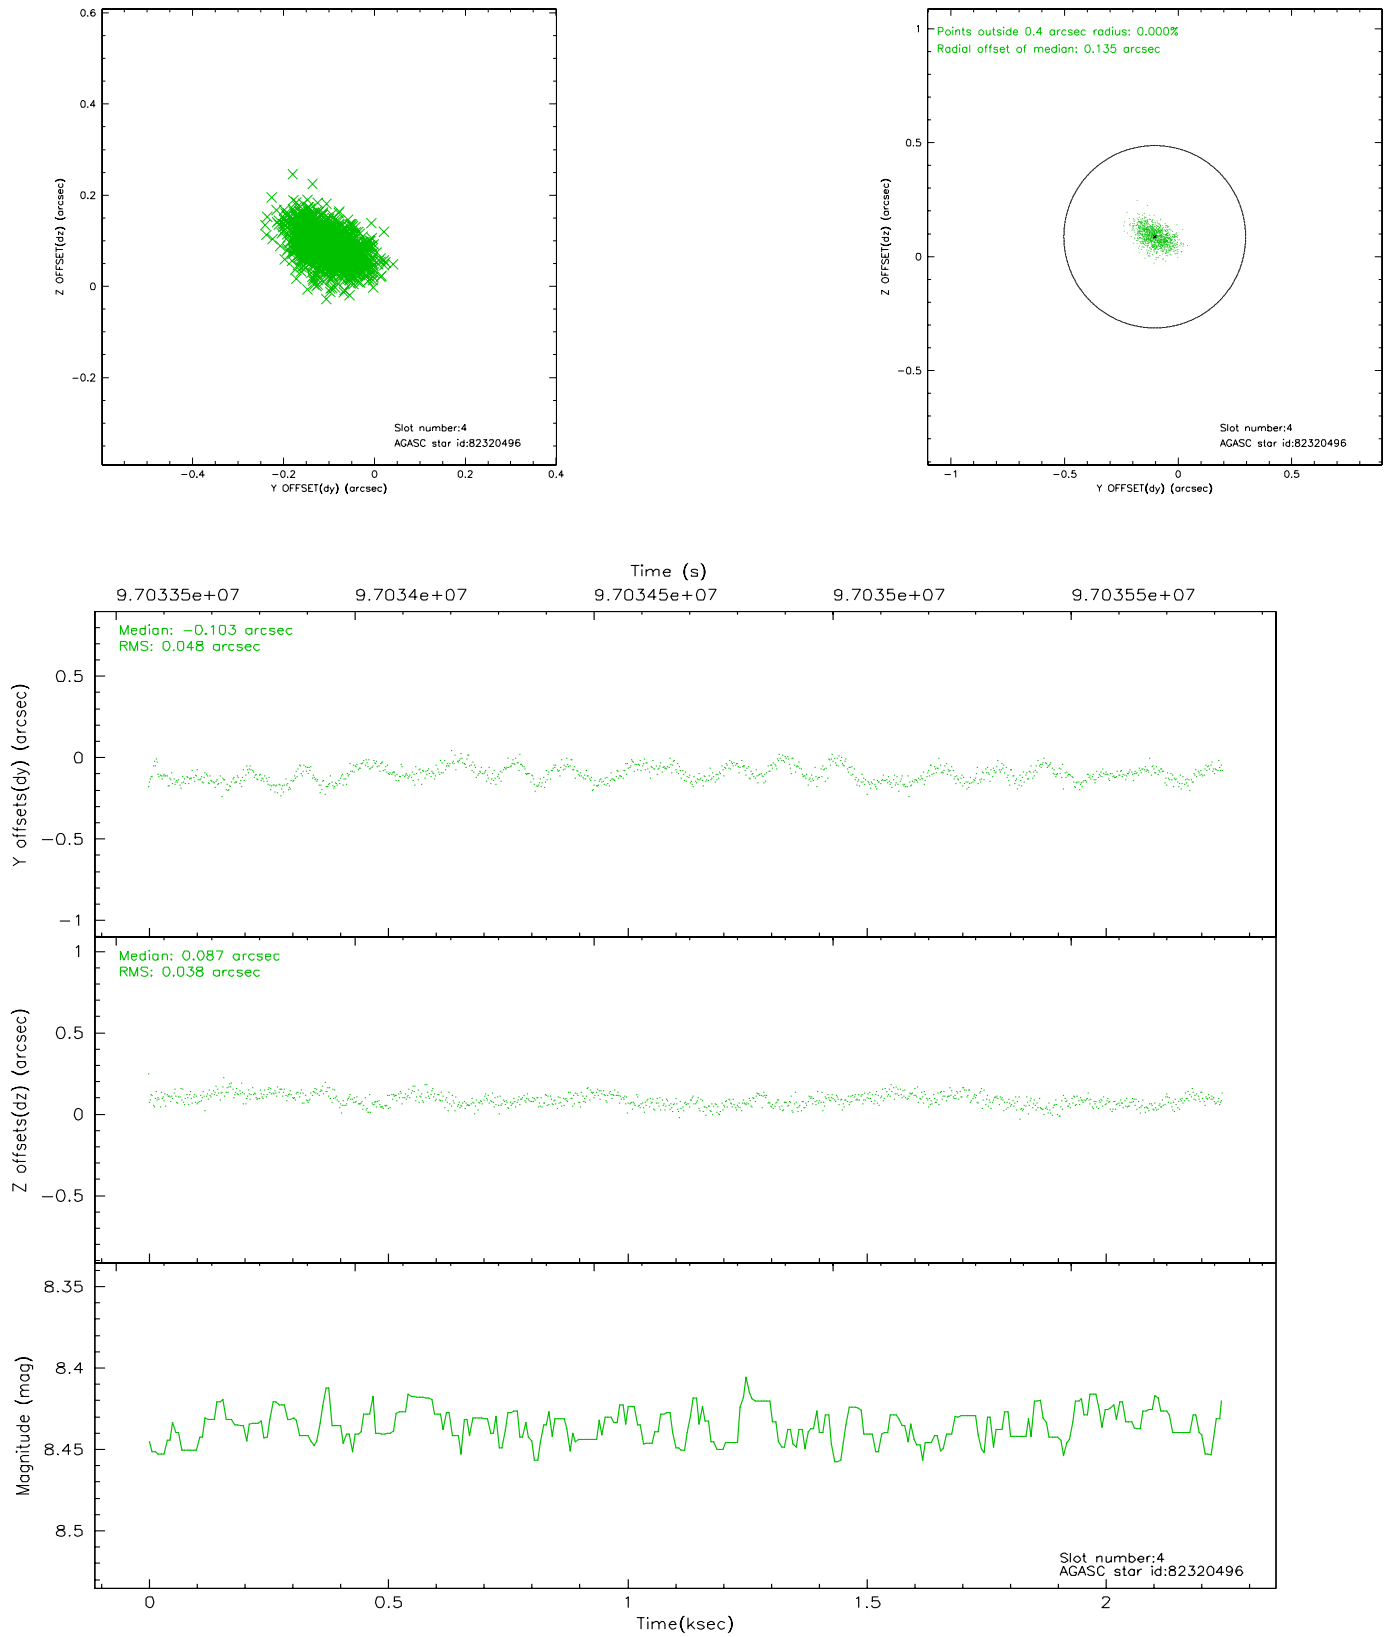 0.6
0.4
0.2
0
−0.2
−0.4
−0.2
0
0.2
0.4
Z OFFSET(dz) (arcsec)
Y OFFSET(dy) (arcsec)
Slot number:4
AGASC star id:82320496
Points outside 0.4 arcsec radius: 0.000%
Radial offset of median: 0.135 arcsec
1
0.5
0
−0.5
−1
−0.5
0
0.5
Z OFFSET(dz) (arcsec)
Y OFFSET(dy) (arcsec)
Slot number:4
AGASC star id:82320496
Time (s)
9.70335e+07
9.7034e+07
9.70345e+07
9.7035e+07
9.70355e+07
Median: −0.103 arcsec
RMS: 0.048 arcsec
0.5
0
−0.5
−1
Y offsets(dy) (arcsec)
Median: 0.087 arcsec
RMS: 0.038 arcsec
1
0.5
0
−0.5
Z offsets(dz) (arcsec)
8.35
8.4
8.45
8.5
Magnitude (mag)
Slot number:4
AGASC star id:82320496
0
0.5
1
1.5
2
Time(ksec)